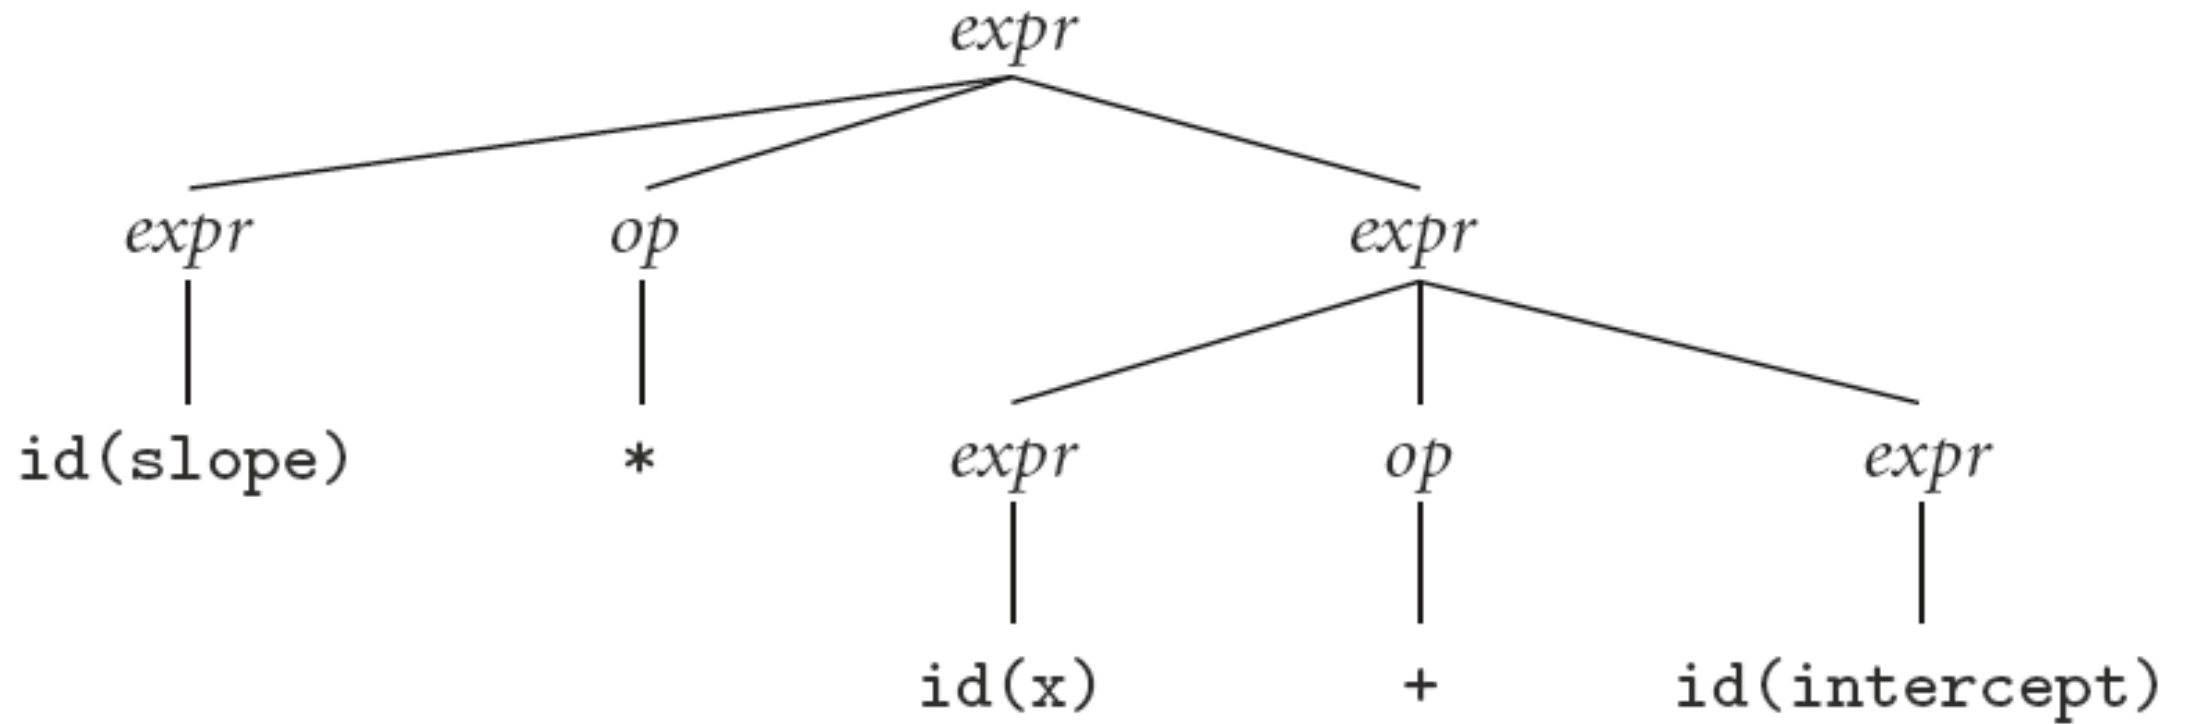 expr
expr op expr
id(slope) * expr op expr
id(x) + id(intercept)